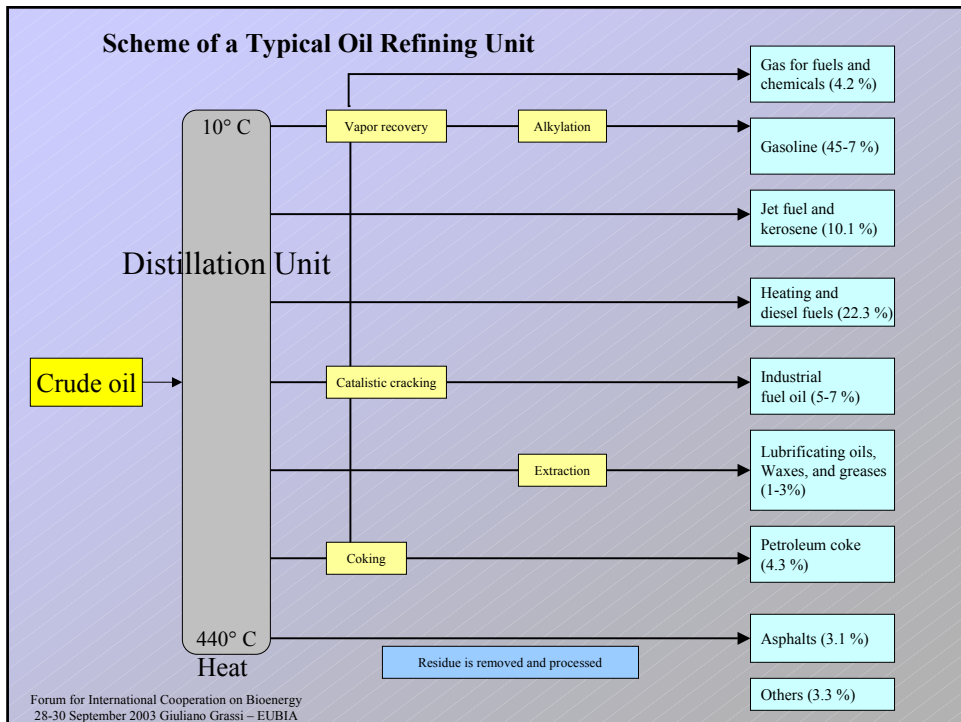 Scheme of a Typical Oil Refining Unit
Gas for fuels and
chemicals (4.2 %)
10° C
Vapor recovery
Alkylation
Gasoline (45-7 %)
Jet fuel and
kerosene (10.1 %)
Distillation Unit
Heating and
diesel fuels (22.3 %)
Crude oil
Catalistic cracking
Industrial
fuel oil (5-7 %)
Extraction
Lubrificating oils,
Waxes, and greases
(1-3%)
Coking
Petroleum coke
(4.3 %)
440° C
Heat
Asphalts (3.1 %)
Residue is removed and processed
Others (3.3 %)
Forum for International Cooperation on Bioenergy
28-30 September 2003 Giuliano Grassi – EUBIA